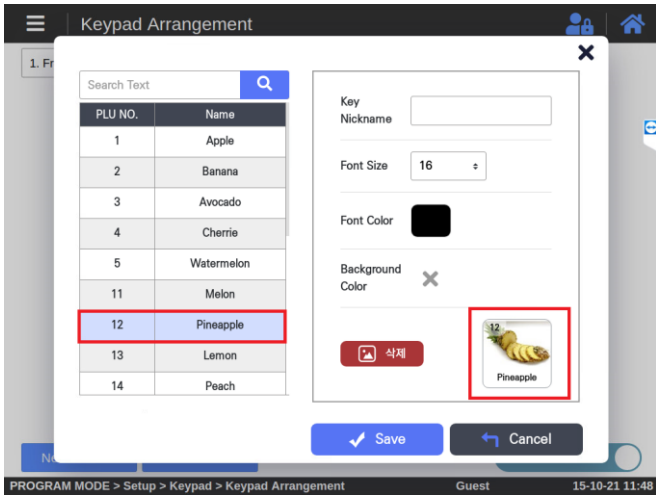 Keypad Arrangement
1. Fr
Search Text
PLU NO. Name
1 Apple
2 Banana
3 Avocado
4 Cherrie
5 Watermelon
11 Melon
12 Pineapple
13 Lemon
14 Peach
Key
Nickname
Font Size 16
Font Color
Background
Color
삭제
12
Pineapple
Save
Cancel
Ne
PROGRAM MODE > Setup > Keypad > Keypad Arrangement Guest 15-10-21 11:48